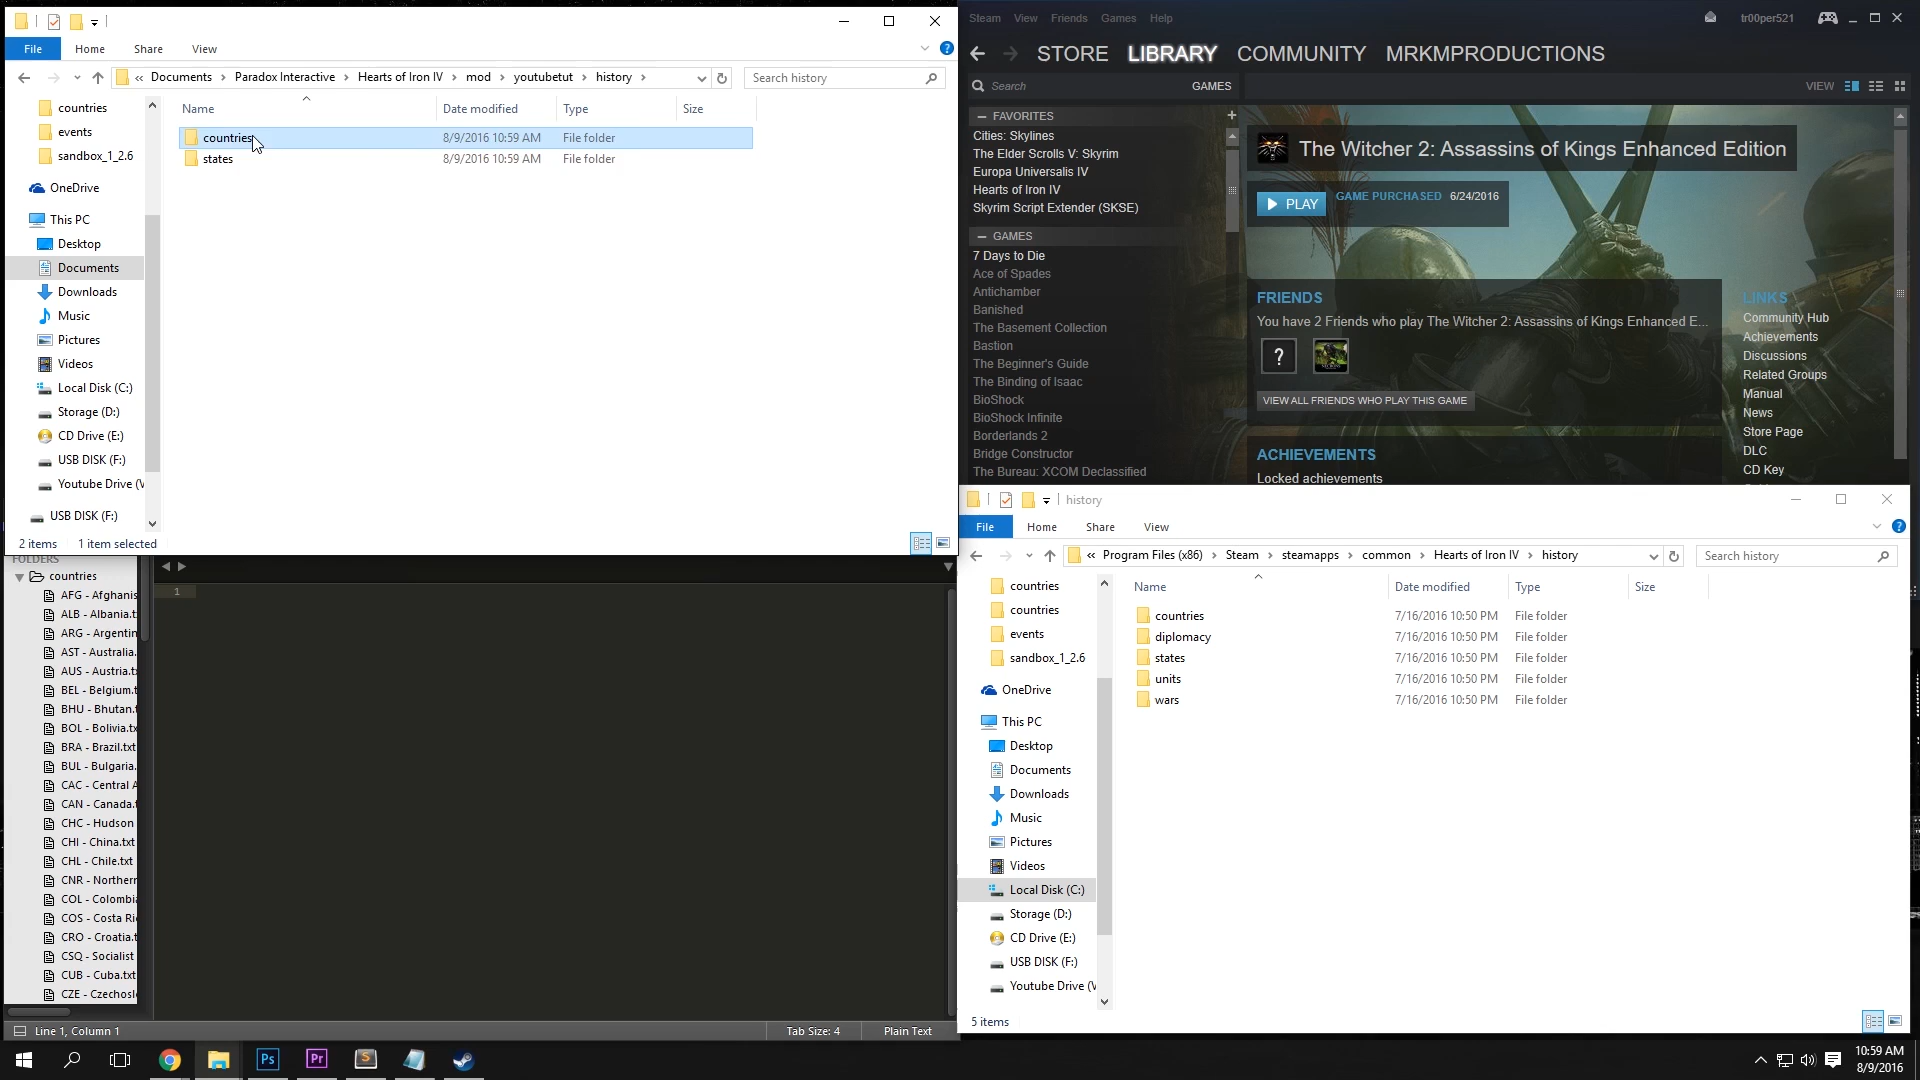 File
Home
Share
View
« Documents > Paradox Interactive > Hearts of Iron IV > mod > youtubetut > history >
Search history
Name
Date modified
Type
Size
countries
8/9/2016 10:59 AM
File folder
states
8/9/2016 10:59 AM
File folder
countries
events
sandbox_1_2.6
OneDrive
This PC
Desktop
Documents
Downloads
Music
Pictures
Videos
Local Disk (C:)
Storage (D:)
CD Drive (E:)
USB DISK (F:)
Youtube Drive (V
USB DISK (F:)
2 items
1 item selected
Steam
View
Friends
Games
Help
tr00per521
STORE
LIBRARY
COMMUNITY
MRKMPRODUCTIONS
Search
GAMES
VIEW
— FAVORITES
+
Cities: Skylines
The Elder Scrolls V: Skyrim
Europa Universalis IV
Hearts of Iron IV
Skyrim Script Extender (SKSE)
— GAMES
7 Days to Die
Ace of Spades
Antichamber
Banished
The Basement Collection
Bastion
The Beginner's Guide
The Binding of Isaac
BioShock
BioShock Infinite
Borderlands 2
Bridge Constructor
The Bureau: XCOM Declassified
The Witcher 2: Assassins of Kings Enhanced Edition
PLAY
GAME PURCHASED 6/24/2016
FRIENDS
You have 2 Friends who play The Witcher 2: Assassins of Kings Enhanced E...
?
VIEW ALL FRIENDS WHO PLAY THIS GAME
ACHIEVEMENTS
Locked achievements
LINKS
Community Hub
Achievements
Discussions
Related Groups
Manual
News
Store Page
DLC
CD Key
FOLDERS
countries
AFG - Afghanis
ALB - Albania.t
ARG - Argentin
AST - Australia.
AUS - Austria.t
BEL - Belgium.t
BHU - Bhutan.t
BOL - Bolivia.tx
BRA - Brazil.txt
BUL - Bulgaria.
CAC - Central A
CAN - Canada.t
CHC - Hudson
CHI - China.txt
CHL - Chile.txt
CNR - Northern
COL - Colombia
COS - Costa Ri
CRO - Croatia.t
CSQ - Socialist
CUB - Cuba.txt
CZE - Czechosl
1
Line 1, Column 1
Tab Size: 4
Plain Text
history
File
Home
Share
View
« Program Files (x86) > Steam > steamapps > common > Hearts of Iron IV > history
Search history
Name
Date modified
Type
Size
countries
7/16/2016 10:50 PM
File folder
diplomacy
7/16/2016 10:50 PM
File folder
states
7/16/2016 10:50 PM
File folder
units
7/16/2016 10:50 PM
File folder
wars
7/16/2016 10:50 PM
File folder
countries
countries
events
sandbox_1_2.6
OneDrive
This PC
Desktop
Documents
Downloads
Music
Pictures
Videos
Local Disk (C:)
Storage (D:)
CD Drive (E:)
USB DISK (F:)
Youtube Drive (V
5 items
Ps
Pr
S
10:59 AM
8/9/2016